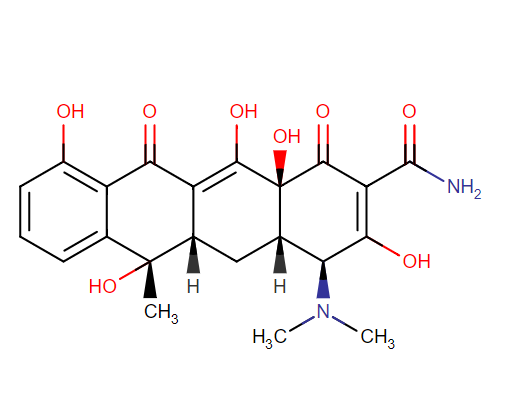 OH O OH O O
OH
NH2
HO H H OH
CH3 N
H3C CH3